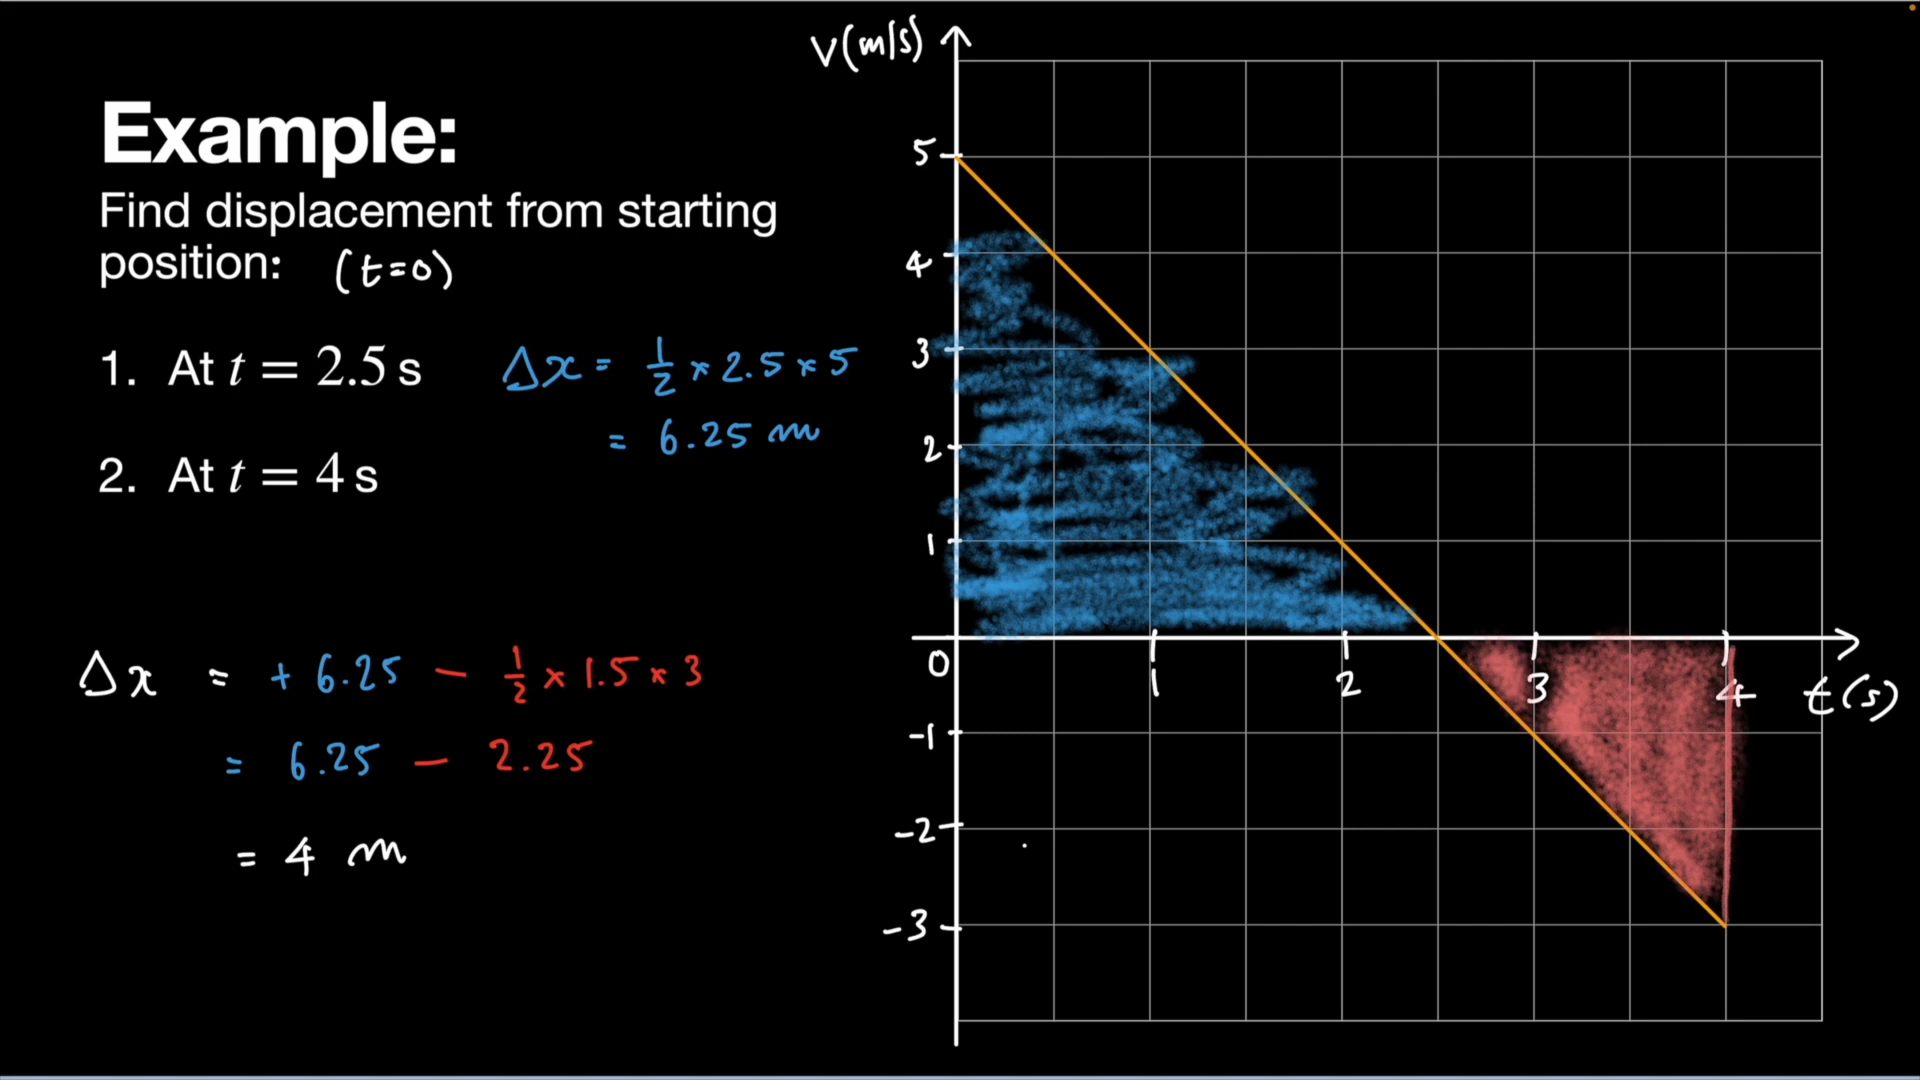 Example:
Find displacement from starting
position: (t=0)
1. At t = 2.5 s
Δx = 1/2 × 2.5 × 5
= 6.25 m
2. At t = 4 s
Δx = + 6.25 − 1/2 × 1.5 × 3
= 6.25 − 2.25
= 4 m
v(m/s)
5
4
3
2
1
0
-1
-2
-3
1 2 3 4 t(s)